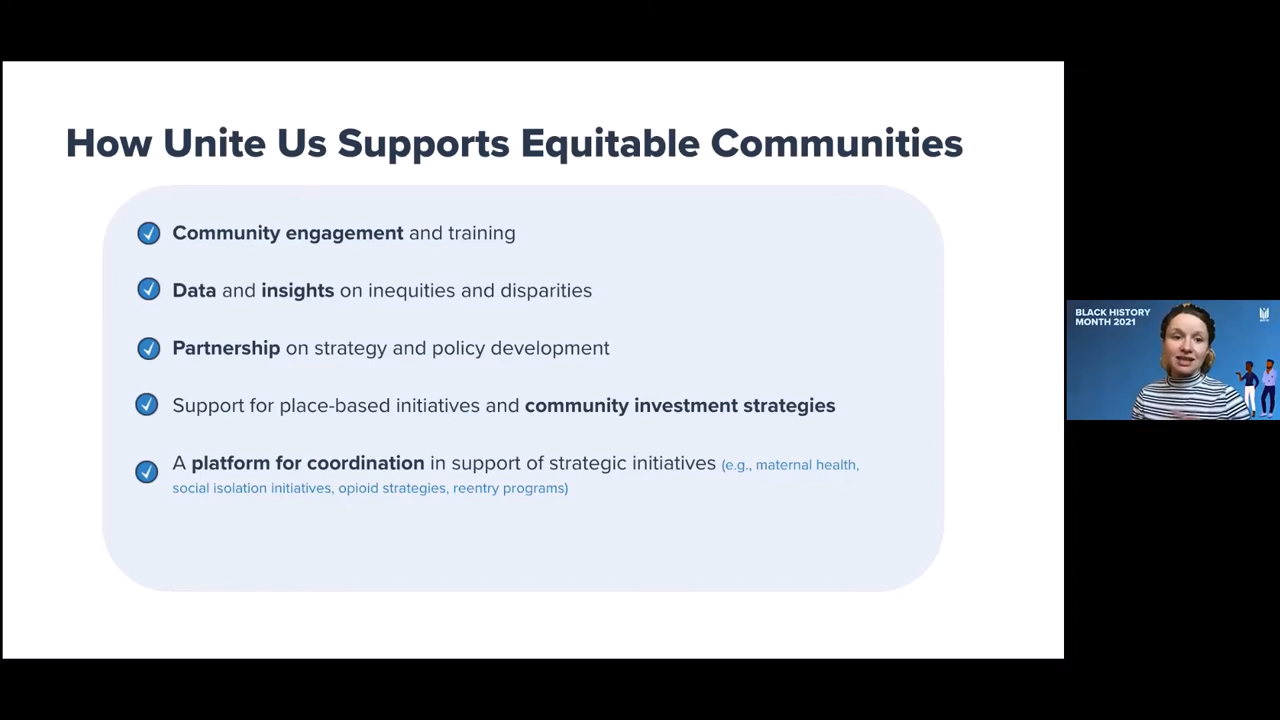 How Unite Us Supports Equitable Communities
Community engagement and training
Data and insights on inequities and disparities
Partnership on strategy and policy development
Support for place-based initiatives and community investment strategies
A platform for coordination in support of strategic initiatives (e.g., maternal health,
social isolation initiatives, opioid strategies, reentry programs)
BLACK HISTORY
MONTH 2021